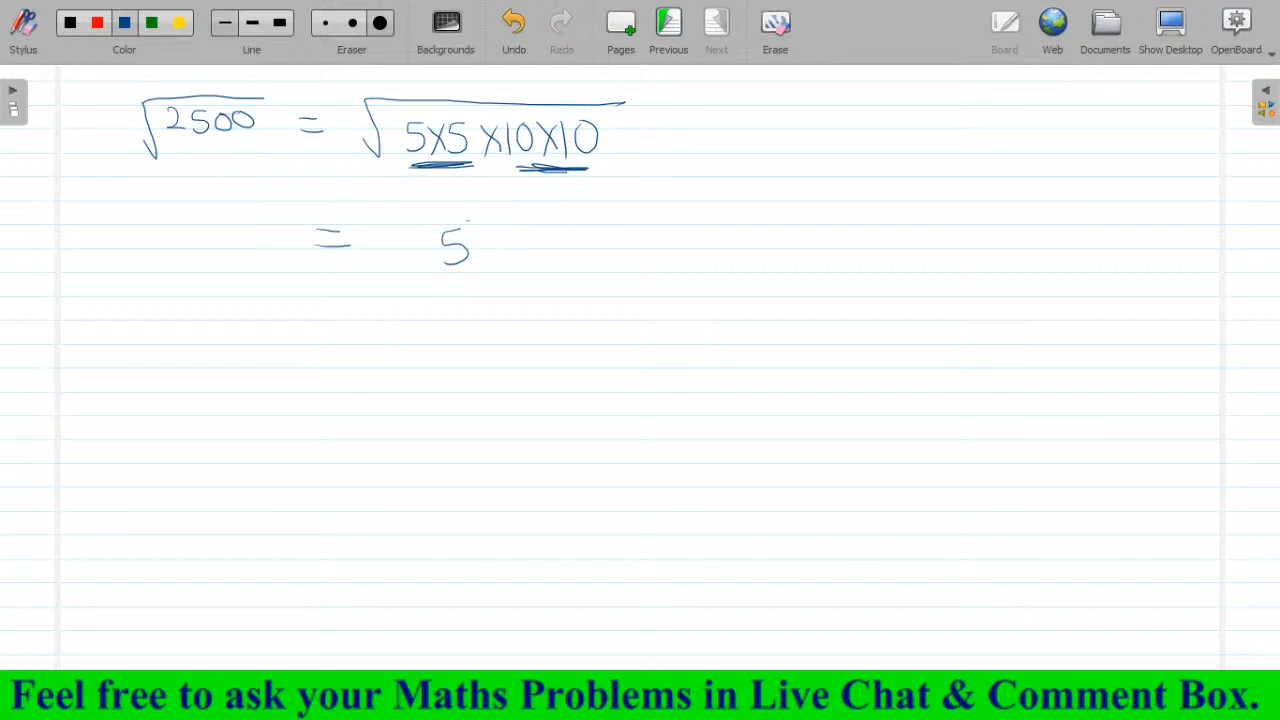 Stylus Color Line Eraser Backgrounds Undo Redo Pages Previous Next Erase Board Web Documents Show Desktop OpenBoard
√2500 = √5×5×10×10
= 5
Feel free to ask your Maths Problems in Live Chat & Comment Box.